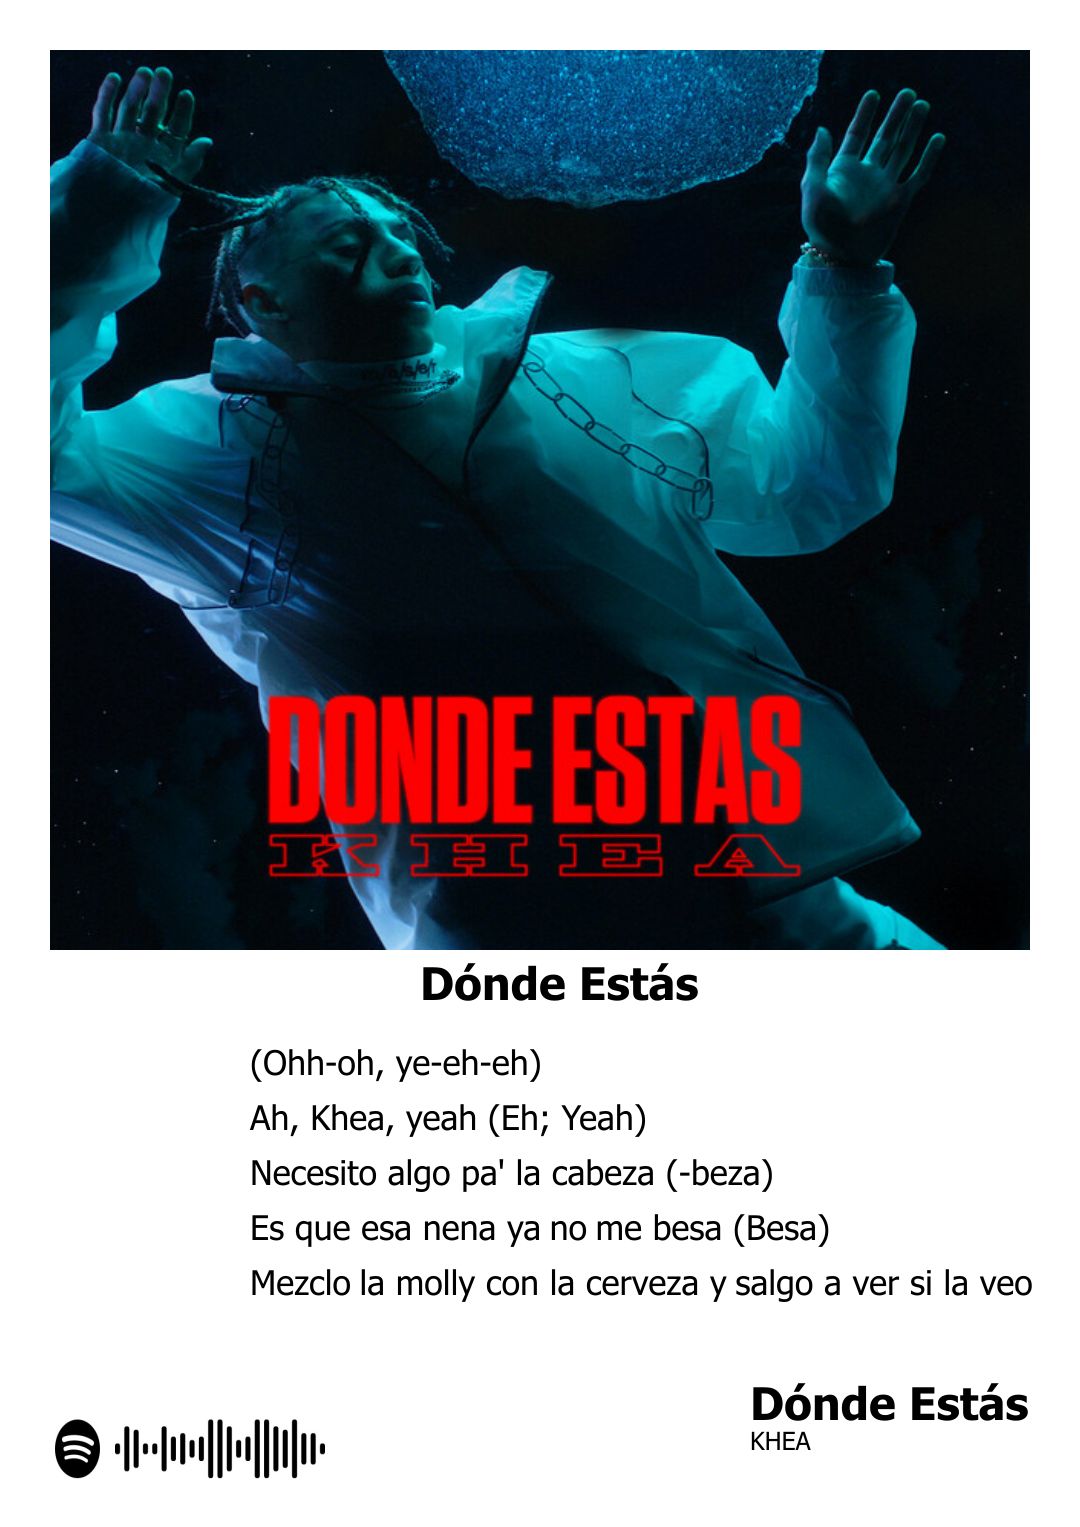 DONDE ESTAS
KHEA
Dónde Estás
(Ohh-oh, ye-eh-eh)
Ah, Khea, yeah (Eh; Yeah)
Necesito algo pa' la cabeza (-beza)
Es que esa nena ya no me besa (Besa)
Mezclo la molly con la cerveza y salgo a ver si la veo
Dónde Estás
KHEA